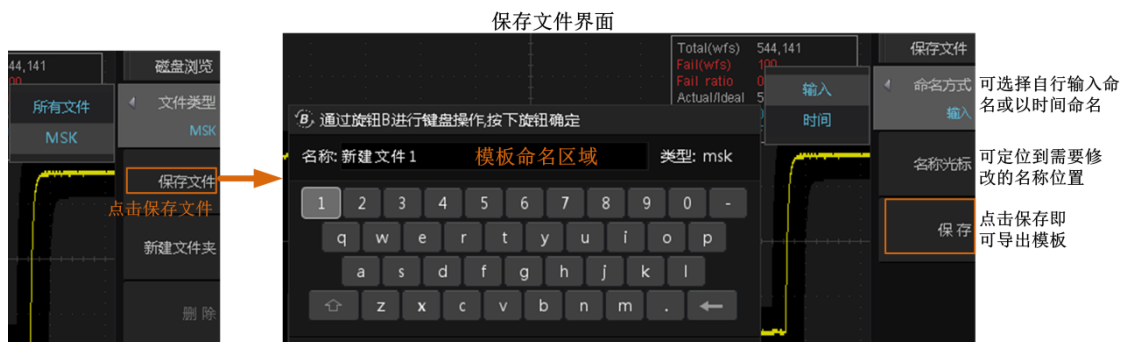 保存文件界面
44,141
00
磁盘浏览
所有文件
MSK
文件类型
MSK
保存文件
点击保存文件
新建文件夹
删 除
Total(wfs) 544,141
Fail(wfs) 100
Fail ratio 0
Actual/Ideal 5
输入
时间
B 通过旋钮B进行键盘操作,按下旋钮确定
名称: 新建文件1 模板命名区域 类型: msk
1 2 3 4 5 6 7 8 9 0 -
q w e r t y u i o p
a s d f g h j k l
z x c v b n m .
保存文件
命名方式
输入
可选择自行输入命
名或以时间命名
名称光标
可定位到需要修
改的名称位置
保 存
点击保存即
可导出模板